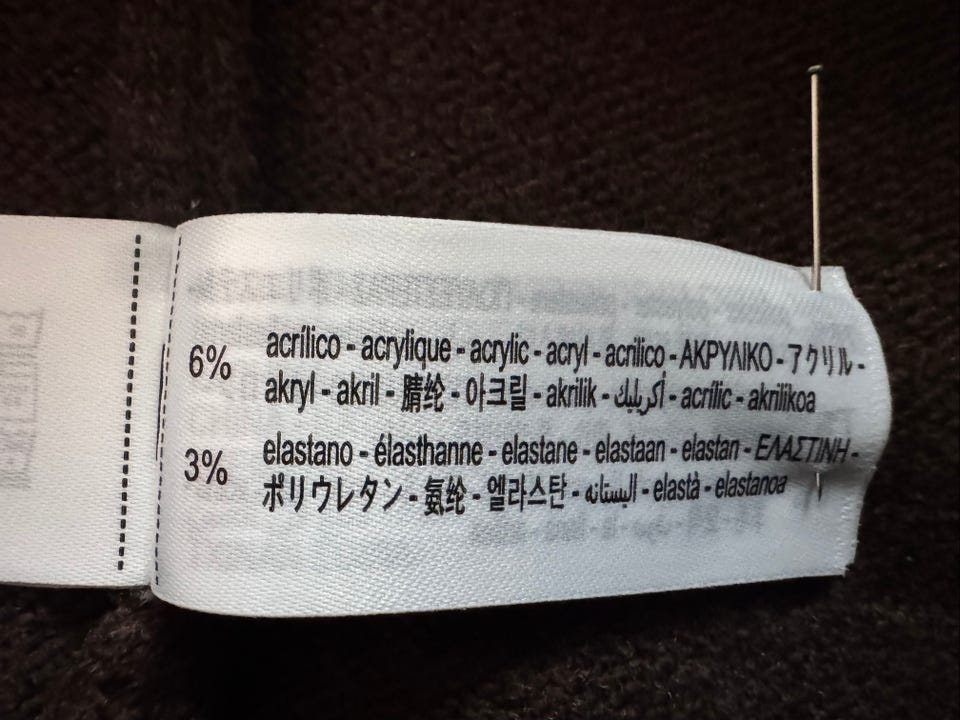 6% acrílico - acrylique - acrylic - acryl - acrilico - ΑΚΡΥΛΙΚΟ - アクリル -
akryl - akril - 腈纶 - 아크릴 - akrilik - أكريليك - acrílic - akrilikoa
3% elastano - élasthanne - elastane - elastaan - elastan - ΕΛΑΣΤΙΝΗ -
ポリウレタン - 氨纶 - 엘라스탄 - البستانه - elastà - elastanoa